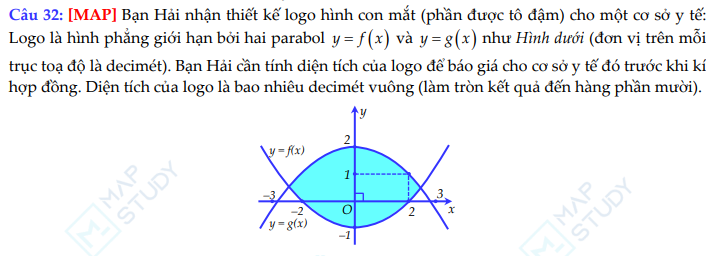 Câu 32: [MAP] Bạn Hải nhận thiết kế logo hình con mắt (phần được tô đậm) cho một cơ sở y tế:
Logo là hình phẳng giới hạn bởi hai parabol y = f(x) và y = g(x) như Hình dưới (đơn vị trên mỗi
trục toạ độ là decimét). Bạn Hải cần tính diện tích của logo để báo giá cho cơ sở y tế đó trước khi kí
hợp đồng. Diện tích của logo là bao nhiêu decimét vuông (làm tròn kết quả đến hàng phần mười).
y
2
y = f(x)
1
-3
3
-2
O
2
x
y = g(x)
-1
MAP
STUDY
MAP
STUDY